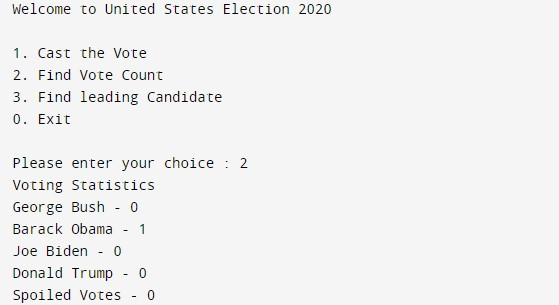 Welcome to United States Election 2020
1. Cast the Vote
2. Find Vote Count
3. Find leading Candidate
0. Exit
Please enter your choice : 2
Voting Statistics
George Bush - 0
Barack Obama - 1
Joe Biden - 0
Donald Trump - 0
Spoiled Votes - 0